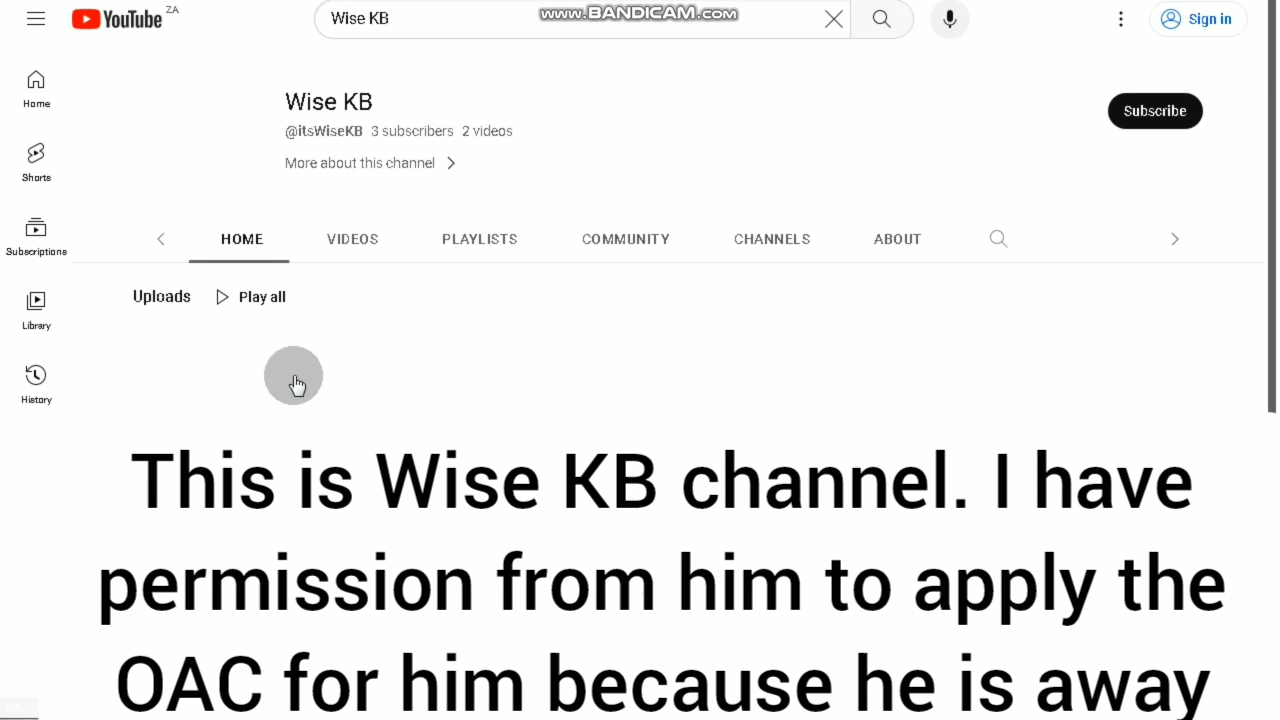 YouTube ZA
Wise KB
www.BANDICAM.com
Sign in
Home
Shorts
Subscriptions
Library
History
Wise KB
@itsWiseKB 3 subscribers 2 videos
More about this channel
Subscribe
HOME VIDEOS PLAYLISTS COMMUNITY CHANNELS ABOUT
Uploads Play all
This is Wise KB channel. I have
permission from him to apply the
OAC for him because he is away